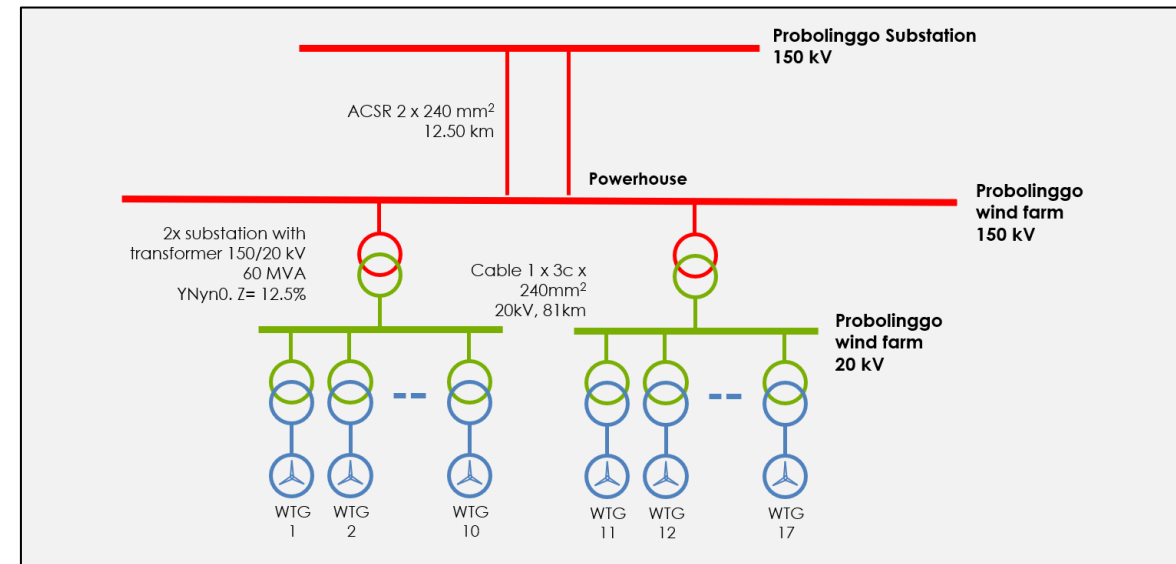 Probolinggo Substation
150 kV
ACSR 2 x 240 mm²
12.50 km
Powerhouse
Probolinggo
wind farm
150 kV
2x substation with
transformer 150/20 kV
60 MVA
YNyn0. Z= 12.5%
Cable 1 x 3c x
240mm²
20kV, 81km
Probolinggo
wind farm
20 kV
WTG
1
WTG
2
WTG
10
WTG
11
WTG
12
WTG
17